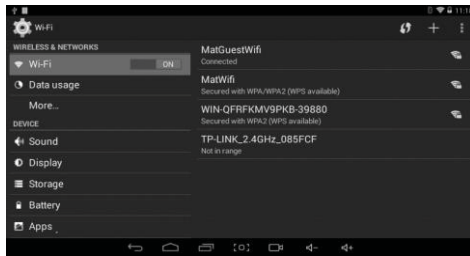 11:1
Wi-Fi
WIRELESS & NETWORKS
Wi-Fi
ON
Data usage
More...
DEVICE
Sound
Display
Storage
Battery
Apps
MatGuestWifi
Connected
MatWifi
Secured with WPA/WPA2 (WPS available)
WIN-QFRFKMV9PKB-39880
Secured with WPA2 (WPS available)
TP-LINK_2.4GHz_085FCF
Not in range